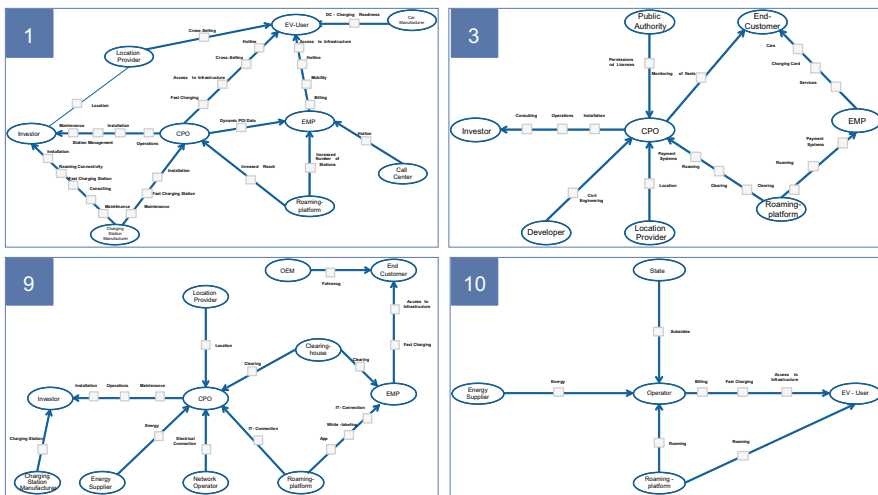 1
Cross-Selling
DC - Charging Readiness
Car
Manufacturer
EV-User
Location
Provider
Hotline
Cross-Selling
Access to Infrastructure
Hotline
Access to Infrastructure
Mobility
Fast Charging
Billing
Location
Investor
Maintenance
Installation
Station Management
Operations
CPO
Dynamic POI Data
EMP
Hotline
Installation
Roaming Connectivity
Fast Charging Station
Consulting
Maintinence
Installation
Fast Charging Station
Maintenance
Increased Reach
Increased
Number of
Stations
Call
Center
Charging
Station
Manufacturer
Roaming-
platform
3
Public
Authority
End-
Customer
Permissions
nd Licenses
Monitoring of Neels
Cars
Charging Card
Services
Investor
Consulting
Operations
Installation
CPO
EMP
Payment
Systems
Roaming
Clearing
Clearing
Roaming
Payment
Systems
Civil
Engineering
Location
Developer
Location
Provider
Roaming-
platform
9
OEM
Fahrzeug
End
Customer
Location
Provider
Location
Access to
Infrastructure
Fast Charging
Clearing-
house
Clearing
Clearing
Investor
Installation
Operations
Maintenance
CPO
EMP
Charging Station
Energy
Electrical
Connection
IT- Connection
IT- Connection
White -labeling
App
Charging
Station
Manufacturer
Energy
Supplier
Network
Operator
Roaming-
platform
10
State
Subsidies
Energy
Supplier
Energy
Operator
Billing
Fast Charging
Access to
Infrastructure
EV - User
Roaming
Roaming
Roaming -
platform